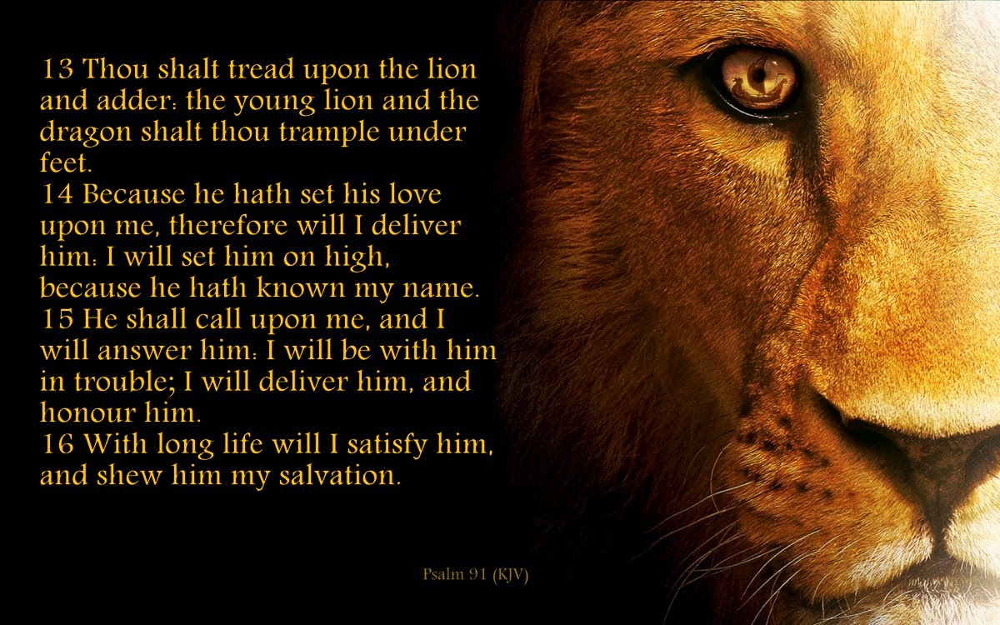 13 Thou shalt tread upon the lion
and adder: the young lion and the
dragon shalt thou trample under
feet.
14 Because he hath set his love
upon me, therefore will I deliver
him: I will set him on high,
because he hath known my name.
15 He shall call upon me, and I
will answer him: I will be with him
in trouble; I will deliver him, and
honour him.
16 With long life will I satisfy him,
and shew him my salvation.
Psalm 91 (KJV)